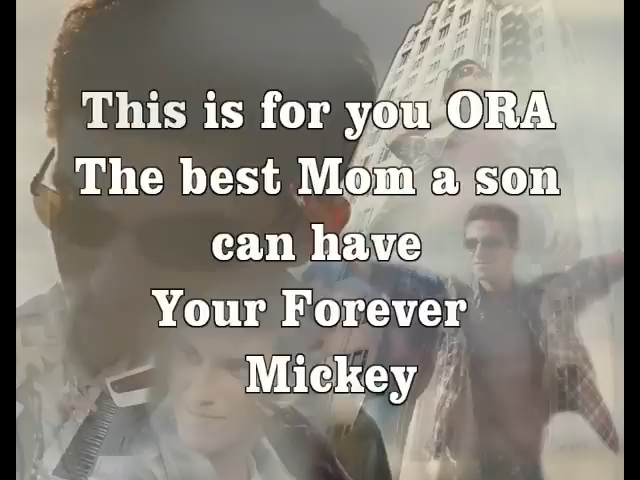 This is for you ORA
The best Mom a son
can have
Your Forever
Mickey